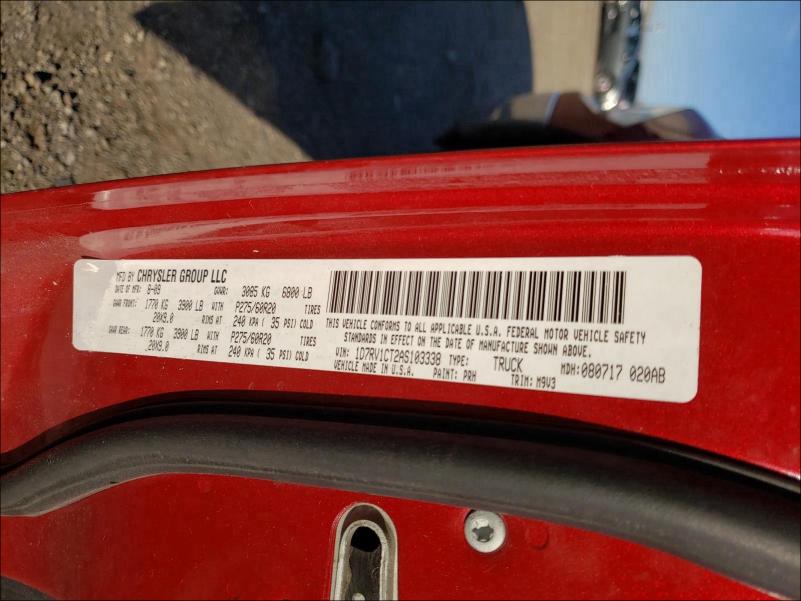 MFD BY CHRYSLER GROUP LLC
DATE OF MFR: 8-09 GVWR: 3085 KG 6800 LB
GAWR FRONT: 1770 KG 3900 LB WITH P275/60R20 TIRES
20X9.0 RIMS AT 240 KPA ( 35 PSI) COLD
GAWR REAR: 1770 KG 3900 LB WITH P275/60R20 TIRES
20X9.0 RIMS AT 240 KPA ( 35 PSI) COLD
THIS VEHICLE CONFORMS TO ALL APPLICABLE U.S.A. FEDERAL MOTOR VEHICLE SAFETY
STANDARDS IN EFFECT ON THE DATE OF MANUFACTURE SHOWN ABOVE.
VIN: 1D7RV1CT2AS103338 TYPE: TRUCK MDH:080717 020AB
VEHICLE MADE IN U.S.A. PAINT: PRH TRIM: M9V3